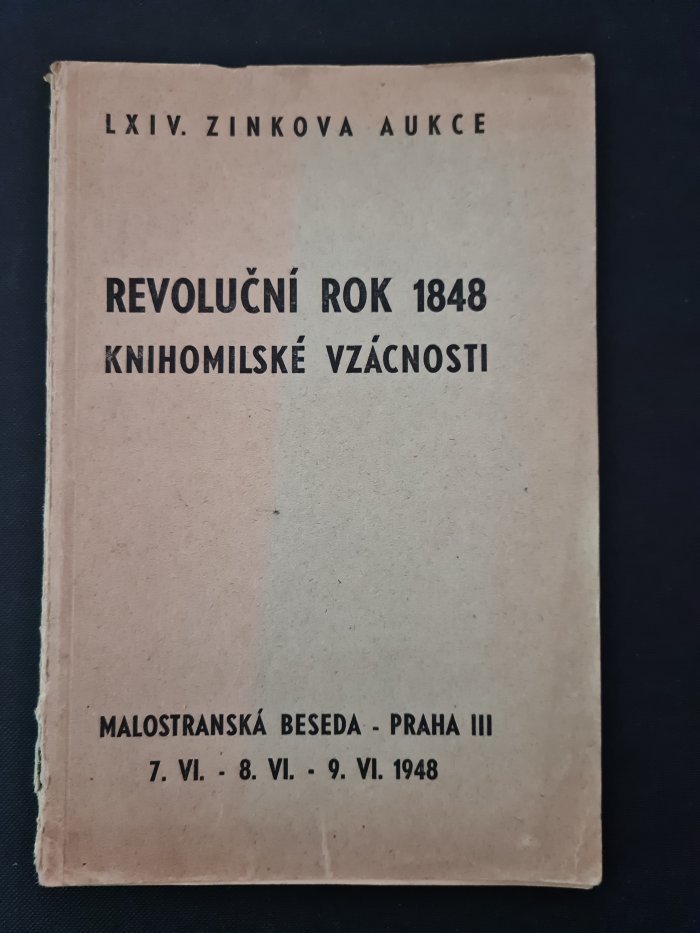 LXIV. ZINKOVA AUKCE
REVOLUČNÍ ROK 1848
KNIHOMILSKÉ VZÁCNOSTI
MALOSTRANSKÁ BESEDA - PRAHA III
7. VI. - 8. VI. - 9. VI. 1948